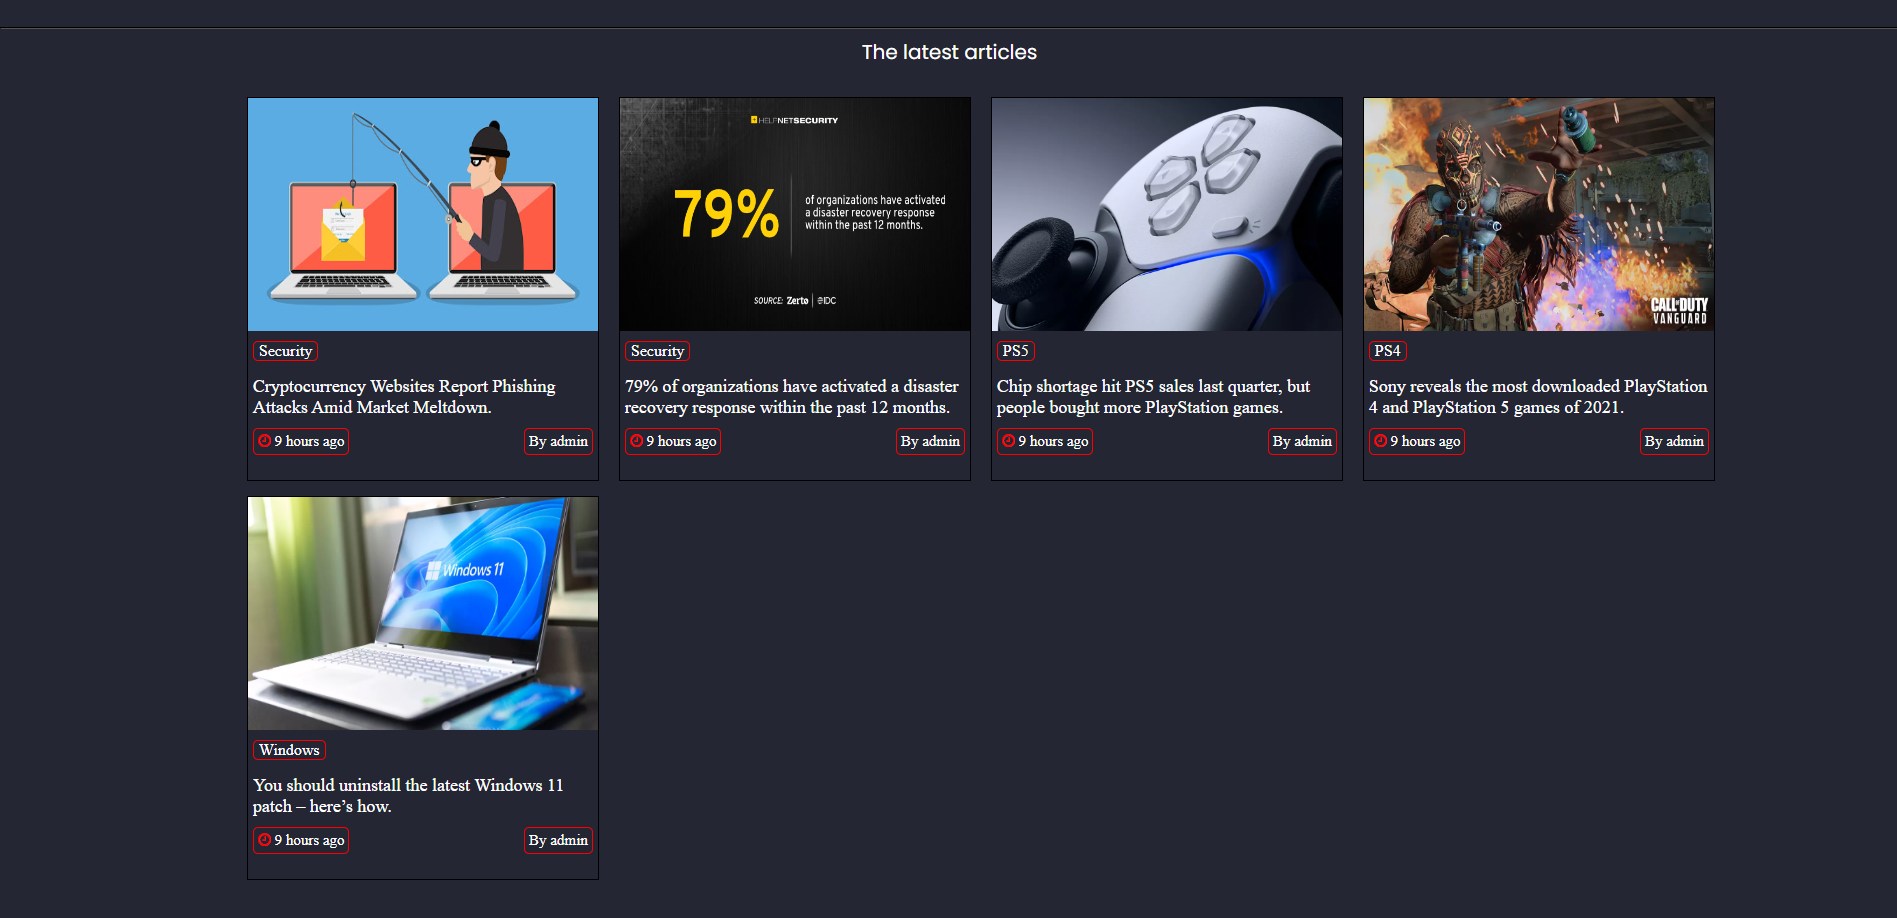 The latest articles
HELPNETSECURITY
79%
of organizations have activated
a disaster recovery response
within the past 12 months.
SOURCE: Zerto | IDC
CALL OF DUTY
VANGUARD
Security
Cryptocurrency Websites Report Phishing
Attacks Amid Market Meltdown.
9 hours ago
By admin
Security
79% of organizations have activated a disaster
recovery response within the past 12 months.
9 hours ago
By admin
PS5
Chip shortage hit PS5 sales last quarter, but
people bought more PlayStation games.
9 hours ago
By admin
PS4
Sony reveals the most downloaded PlayStation
4 and PlayStation 5 games of 2021.
9 hours ago
By admin
Windows 11
Windows
You should uninstall the latest Windows 11
patch – here’s how.
9 hours ago
By admin